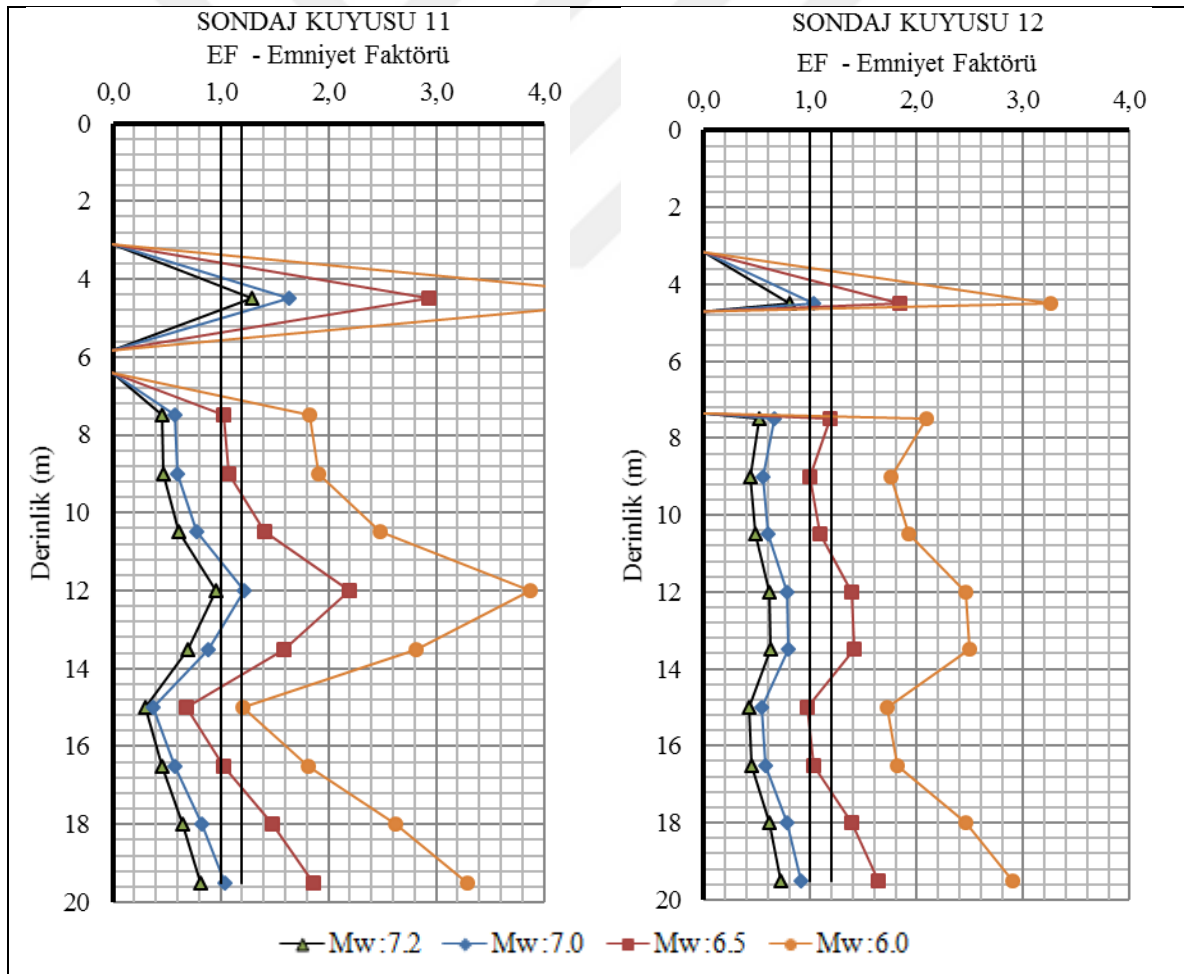 SONDAJ KUYUSU 11
EF - Emniyet Faktörü
0,0 1,0 2,0 3,0 4,0
0
2
4
6
8
10
12
14
16
18
20
Derinlik (m)
SONDAJ KUYUSU 12
EF - Emniyet Faktörü
0,0 1,0 2,0 3,0 4,0
0
2
4
6
8
10
12
14
16
18
20
Derinlik (m)
Mw:7.2 Mw:7.0 Mw:6.5 Mw:6.0